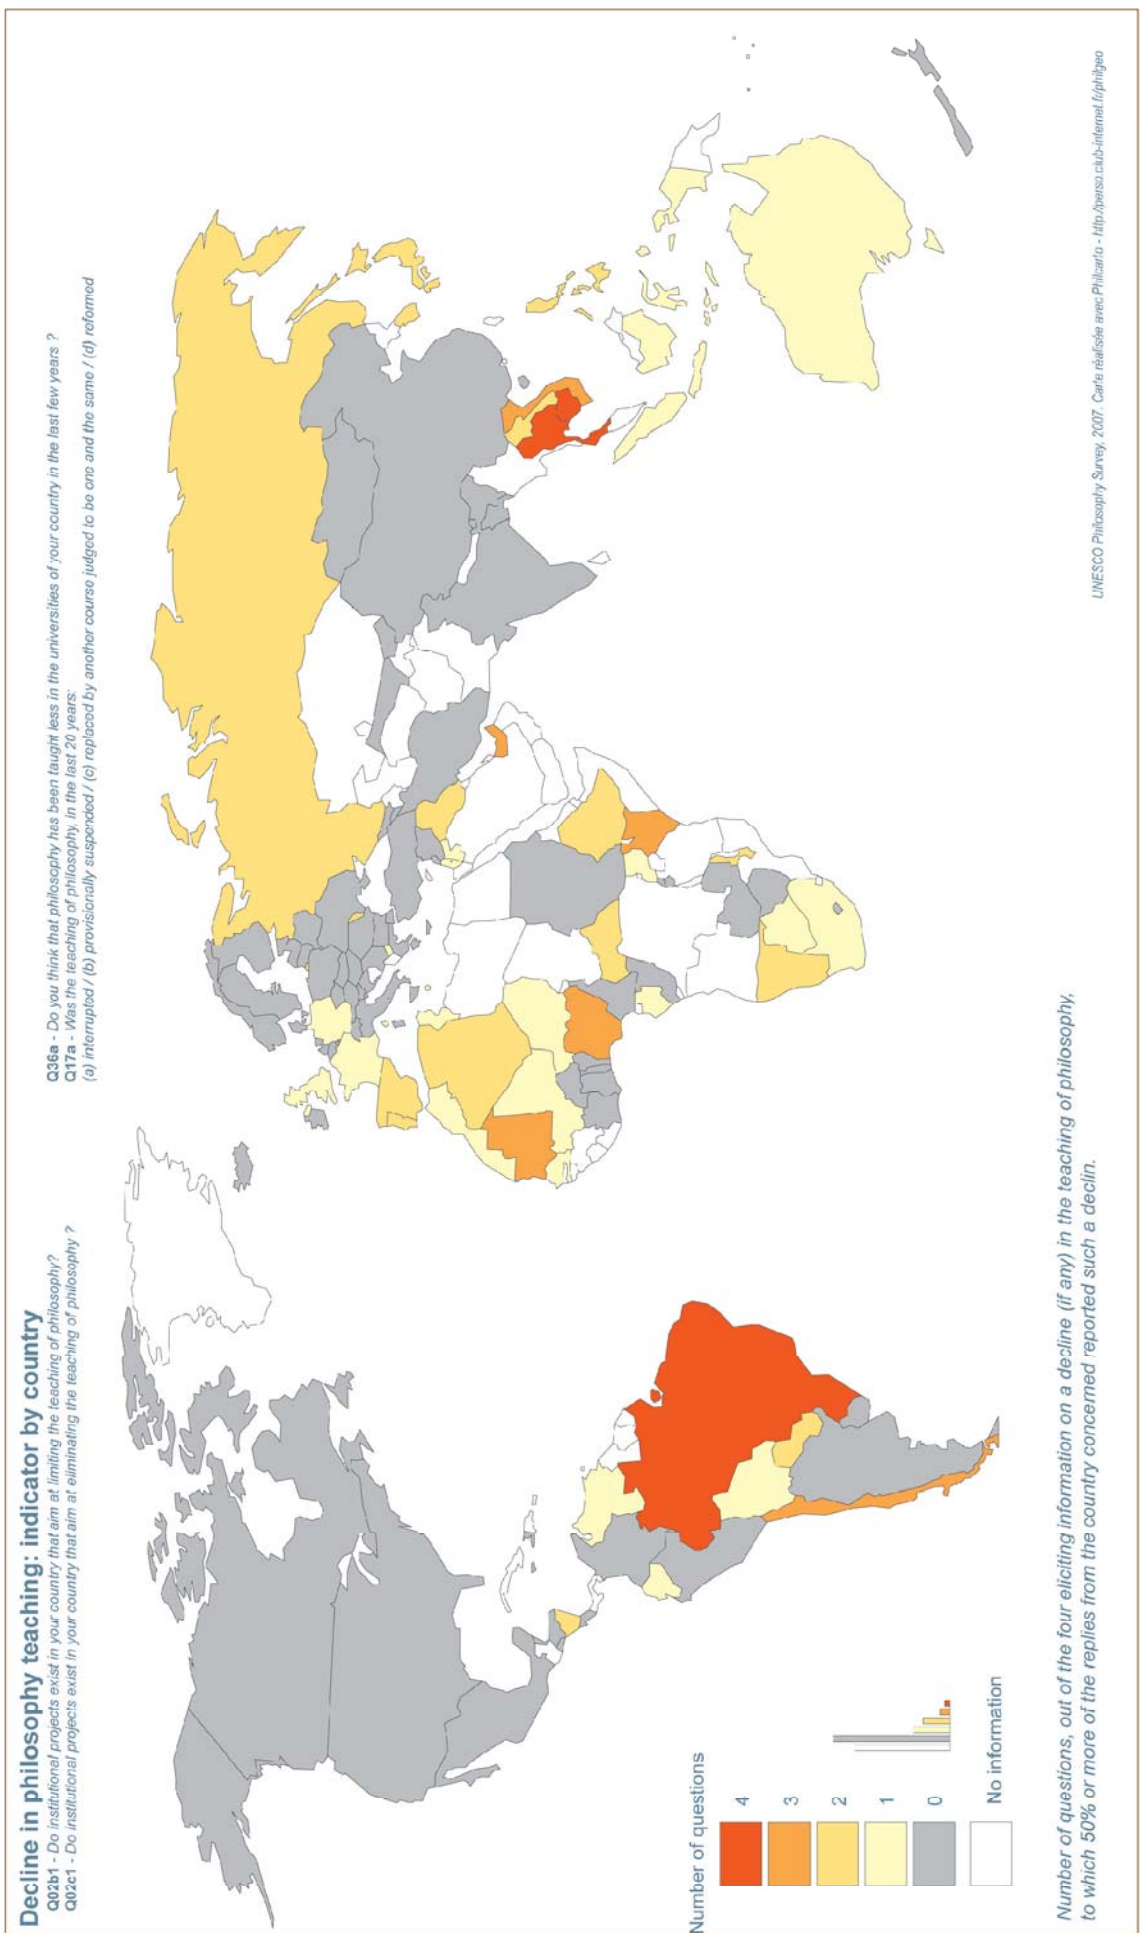 Decline in philosophy teaching: indicator by country
Q02b1 - Do institutional projects exist in your country that aim at limiting the teaching of philosophy?
Q02c1 - Do institutional projects exist in your country that aim at eliminating the teaching of philosophy ?
Q36a - Do you think that philosophy has been taught less in the universities of your country in the last few years ?
Q17a - Was the teaching of philosophy, in the last 20 years:
(a) interrupted / (b) provisionally suspended / (c) replaced by another course judged to be one and the same / (d) reformed
Number of questions
4
3
2
1
0
No information
Number of questions, out of the four eliciting information on a decline (if any) in the teaching of philosophy,
to which 50% or more of the replies from the country concerned reported such a declin.
UNESCO Philosophy Survey, 2007. Carte réalisée avec Philcarto - http://perso.club-internet.fr/philgeo